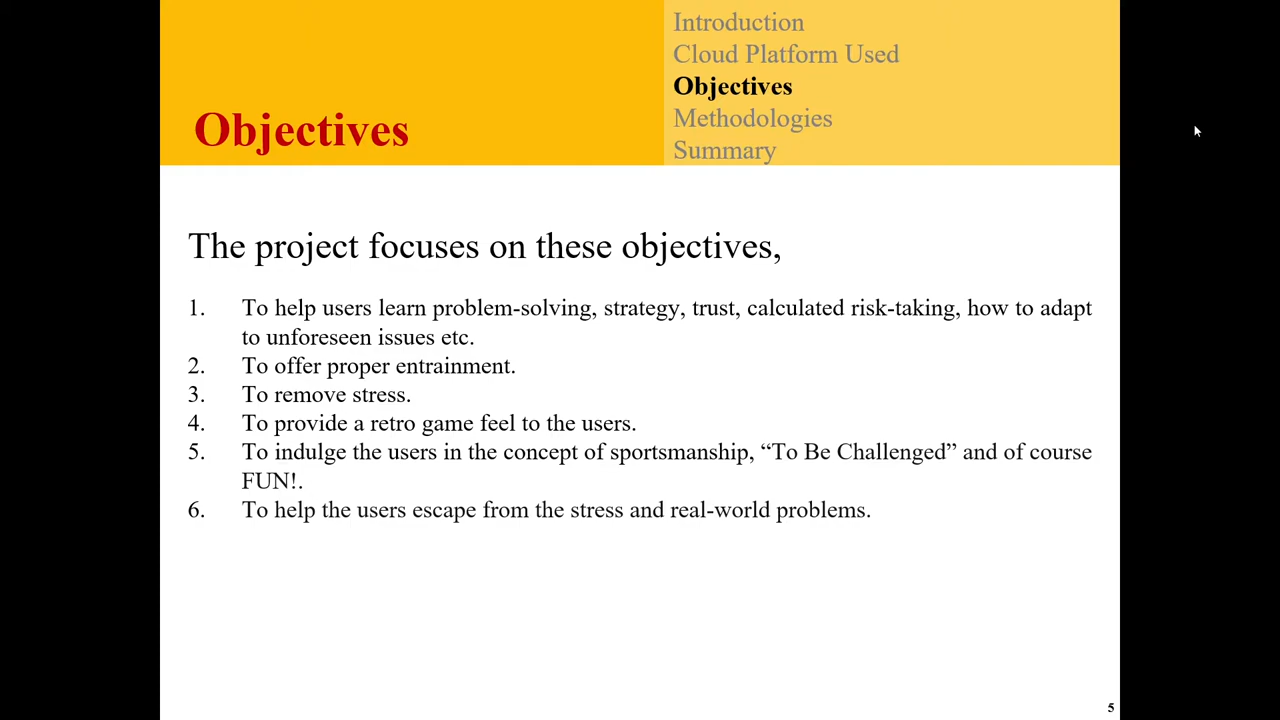 Introduction
Cloud Platform Used
Objectives
Methodologies
Summary
Objectives
The project focuses on these objectives,
1. To help users learn problem-solving, strategy, trust, calculated risk-taking, how to adapt
to unforeseen issues etc.
2. To offer proper entrainment.
3. To remove stress.
4. To provide a retro game feel to the users.
5. To indulge the users in the concept of sportsmanship, “To Be Challenged” and of course
FUN!.
6. To help the users escape from the stress and real-world problems.
5